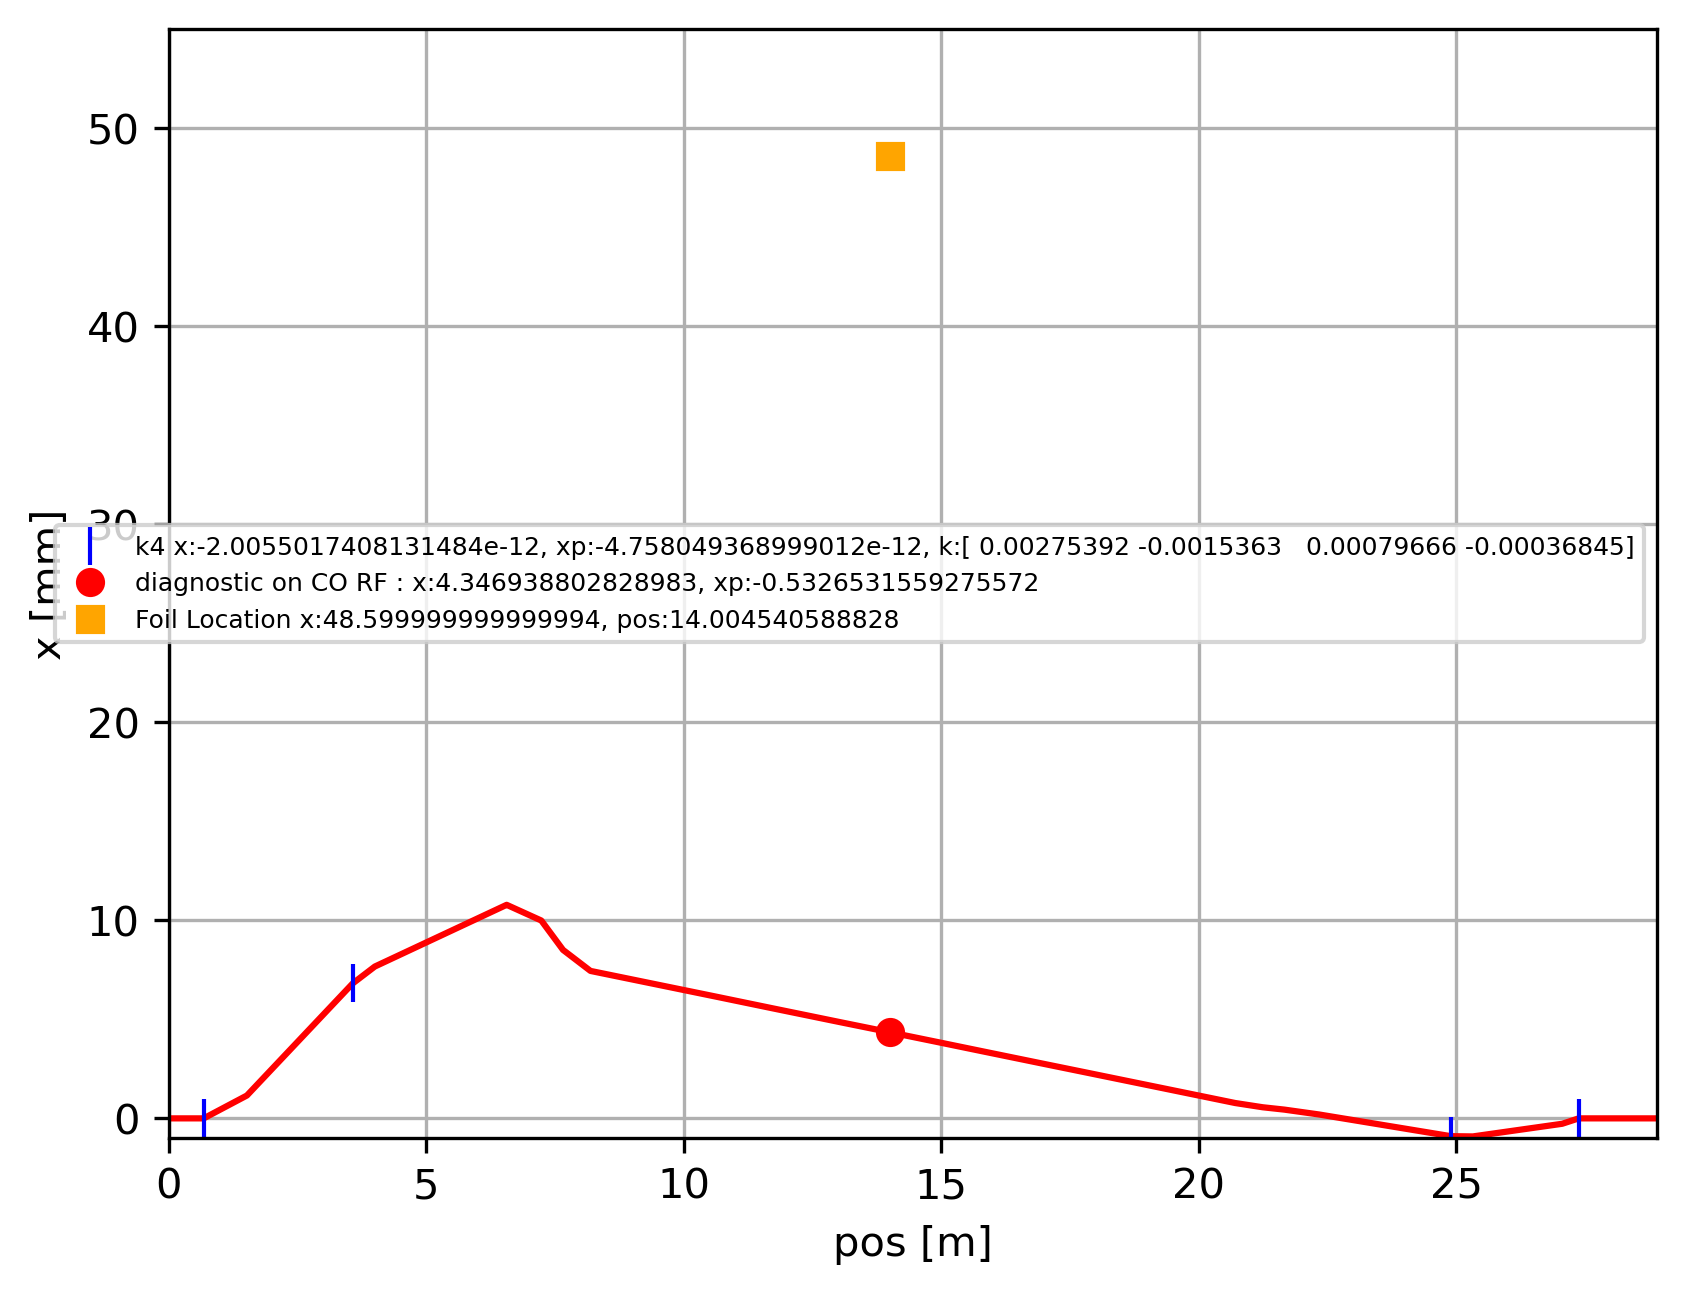 50
40
30
20
10
0
x [mm]
k4 x:-2.0055017408131484e-12, xp:-4.758049368999012e-12, k:[ 0.00275392 -0.0015363   0.00079666 -0.00036845]
diagnostic on CO RF : x:4.346938802828983, xp:-0.5326531559275572
Foil Location x:48.599999999999994, pos:14.004540588828
0 5 10 15 20 25
pos [m]